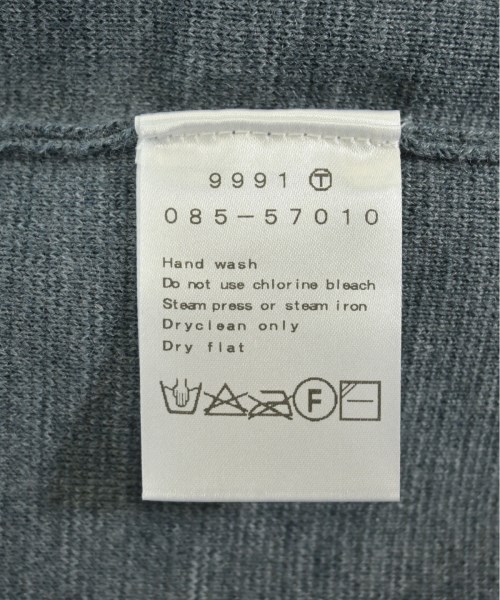 9991 Ⓣ
085-57010
Hand wash
Do not use chlorine bleach
Steam press or steam iron
Dryclean only
Dry flat
F